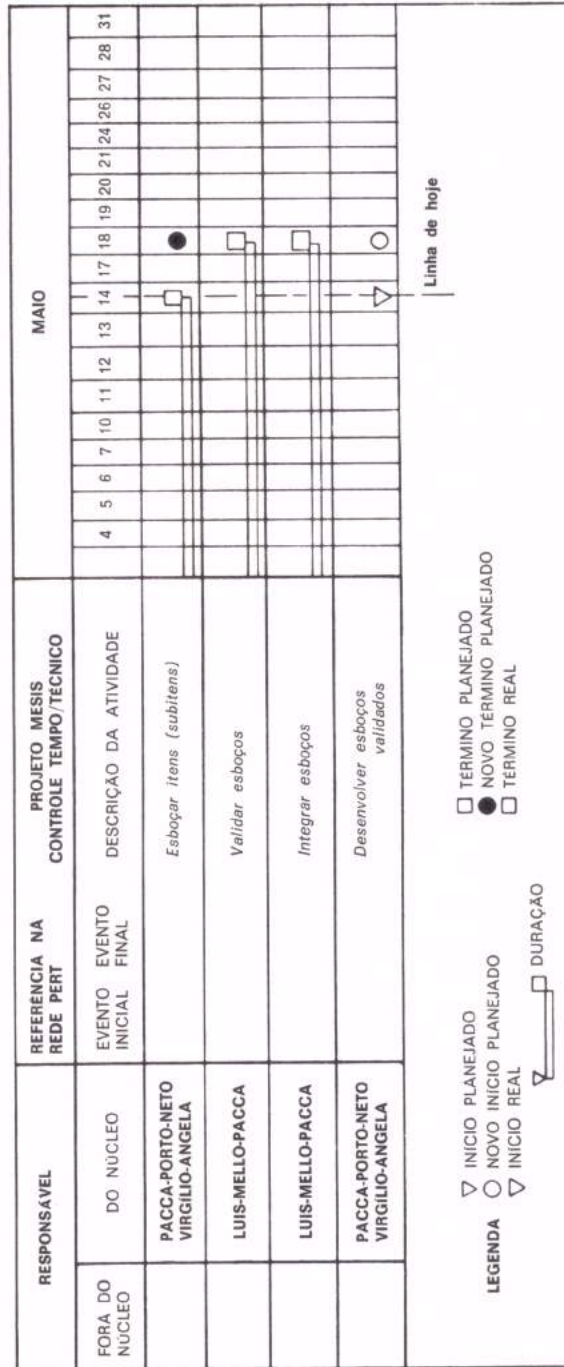 RESPONSÁVEL
REFERÊNCIA NA
REDE PERT
PROJETO MESIS
CONTROLE TEMPO/TÉCNICO
MAIO
FORA DO
NÚCLEO
DO NÚCLEO
EVENTO
INICIAL
EVENTO
FINAL
DESCRIÇÃO DA ATIVIDADE
4 5 6 7 10 11 12 13 14 17 18 19 20 21 24 26 27 28 31
PACCA-PORTO-NETO
VIRGÍLIO-ANGELA
Esboçar itens (subitens)
LUIS-MELLO-PACCA
Validar esboços
LUIS-MELLO-PACCA
Integrar esboços
PACCA-PORTO-NETO
VIRGÍLIO-ANGELA
Desenvolver esboços
validados
Linha de hoje
LEGENDA
INÍCIO PLANEJADO
NOVO INÍCIO PLANEJADO
INÍCIO REAL
DURAÇÃO
TÉRMINO PLANEJADO
NOVO TÉRMINO PLANEJADO
TÉRMINO REAL